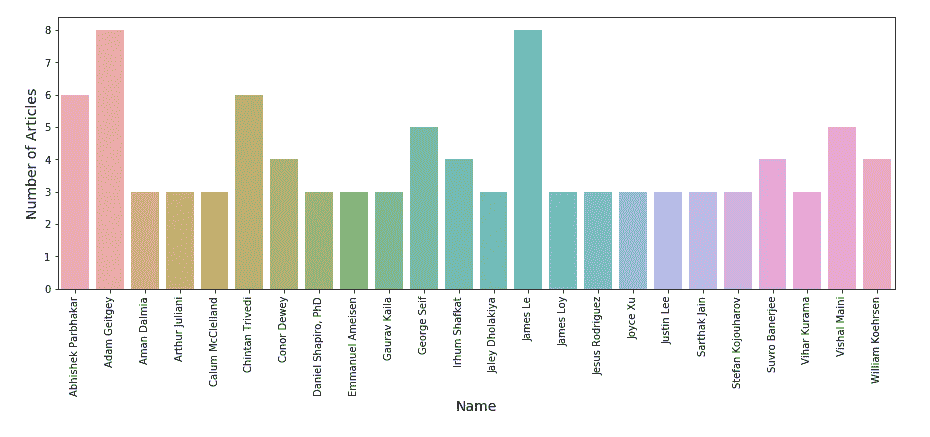 Number of Articles
8
7
6
5
4
3
2
1
0
Abhishek Parbhakar
Adam Geitgey
Aman Dalmia
Arthur Juliani
Calum McClelland
Chintan Trivedi
Conor Dewey
Daniel Shapiro, PhD
Emmanuel Ameisen
Gaurav Kaila
George Seif
Irhum Shafkat
Jaley Dholakiya
James Le
James Loy
Jesus Rodriguez
Joyce Xu
Justin Lee
Sarthak Jain
Stefan Kojouharov
Suvro Banerjee
Vihar Kurama
Vishal Maini
William Koehrsen
Name